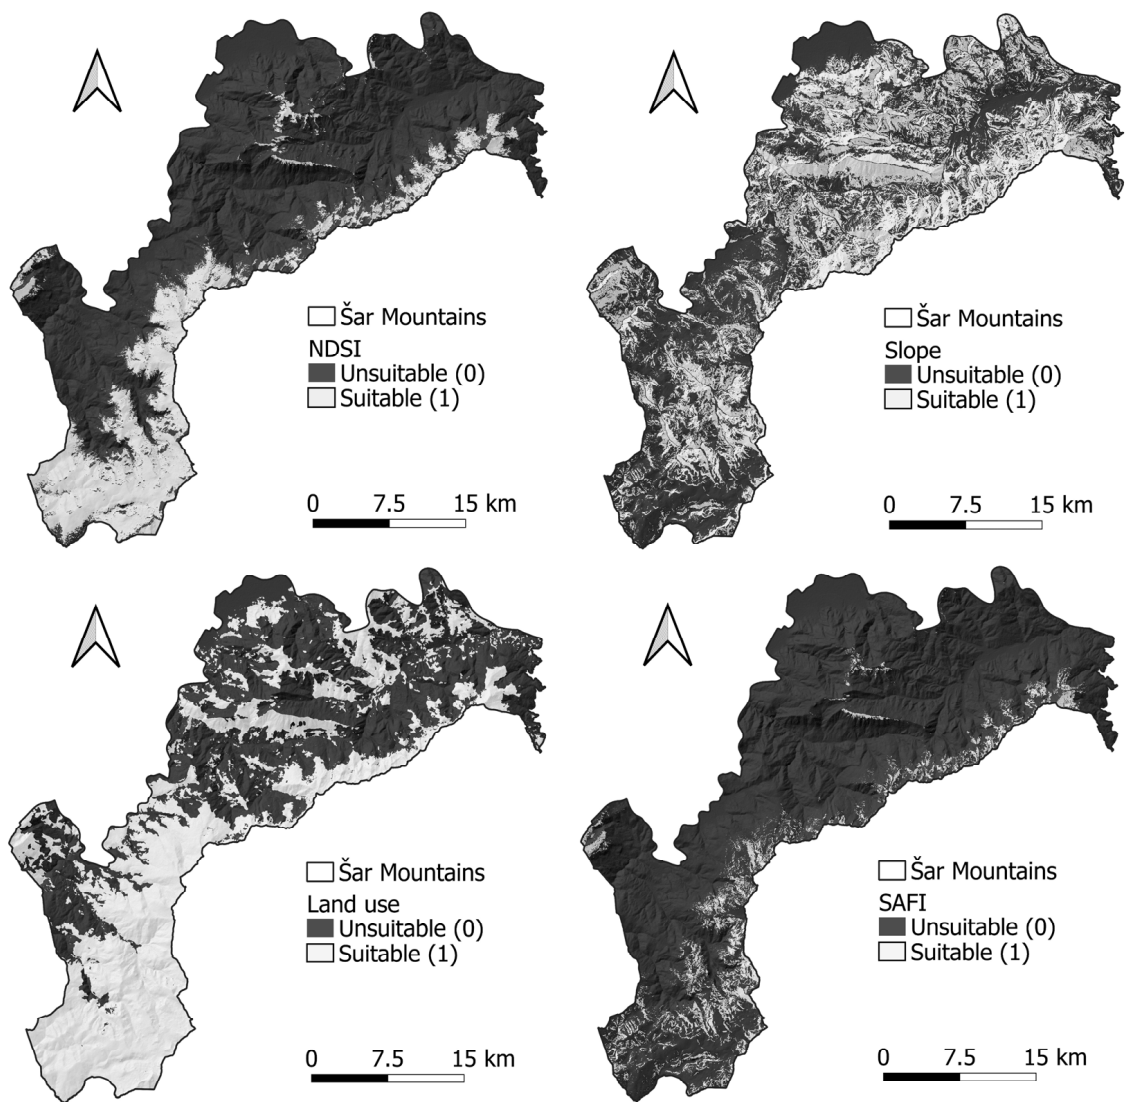 Šar Mountains
NDSI
Unsuitable (0)
Suitable (1)
0 7.5 15 km
Šar Mountains
Slope
Unsuitable (0)
Suitable (1)
0 7.5 15 km
Šar Mountains
Land use
Unsuitable (0)
Suitable (1)
0 7.5 15 km
Šar Mountains
SAFI
Unsuitable (0)
Suitable (1)
0 7.5 15 km